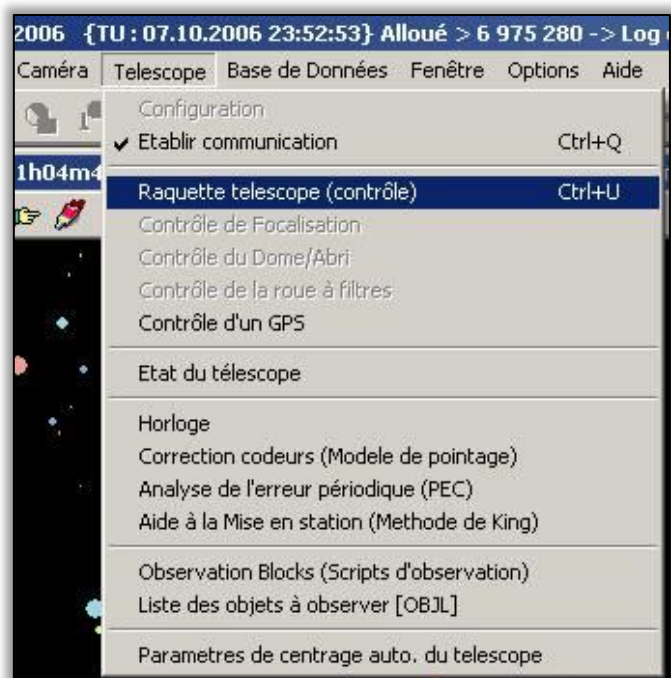 2006 {TU : 07.10.2006 23:52:53} Alloué > 6 975 280 -> Log
Caméra Telescope Base de Données Fenêtre Options Aide
Configuration
Etablir communication Ctrl+Q
1h04m4
Raquette telescope (contrôle) Ctrl+U
Contrôle de Focalisation
Contrôle du Dome/Abri
Contrôle de la roue à filtres
Contrôle d'un GPS
Etat du télescope
Horloge
Correction codeurs (Modele de pointage)
Analyse de l'erreur périodique (PEC)
Aide à la Mise en station (Methode de King)
Observation Blocks (Scripts d'observation)
Liste des objets à observer [OBJL]
Parametres de centrage auto. du telescope